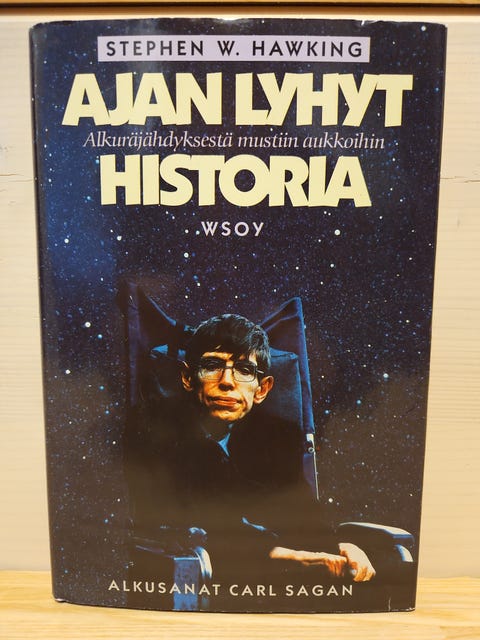 STEPHEN W. HAWKING
AJAN LYHYT
Alkuräjähdyksestä mustiin aukkoihin
HISTORIA
WSOY
ALKUSANAT CARL SAGAN